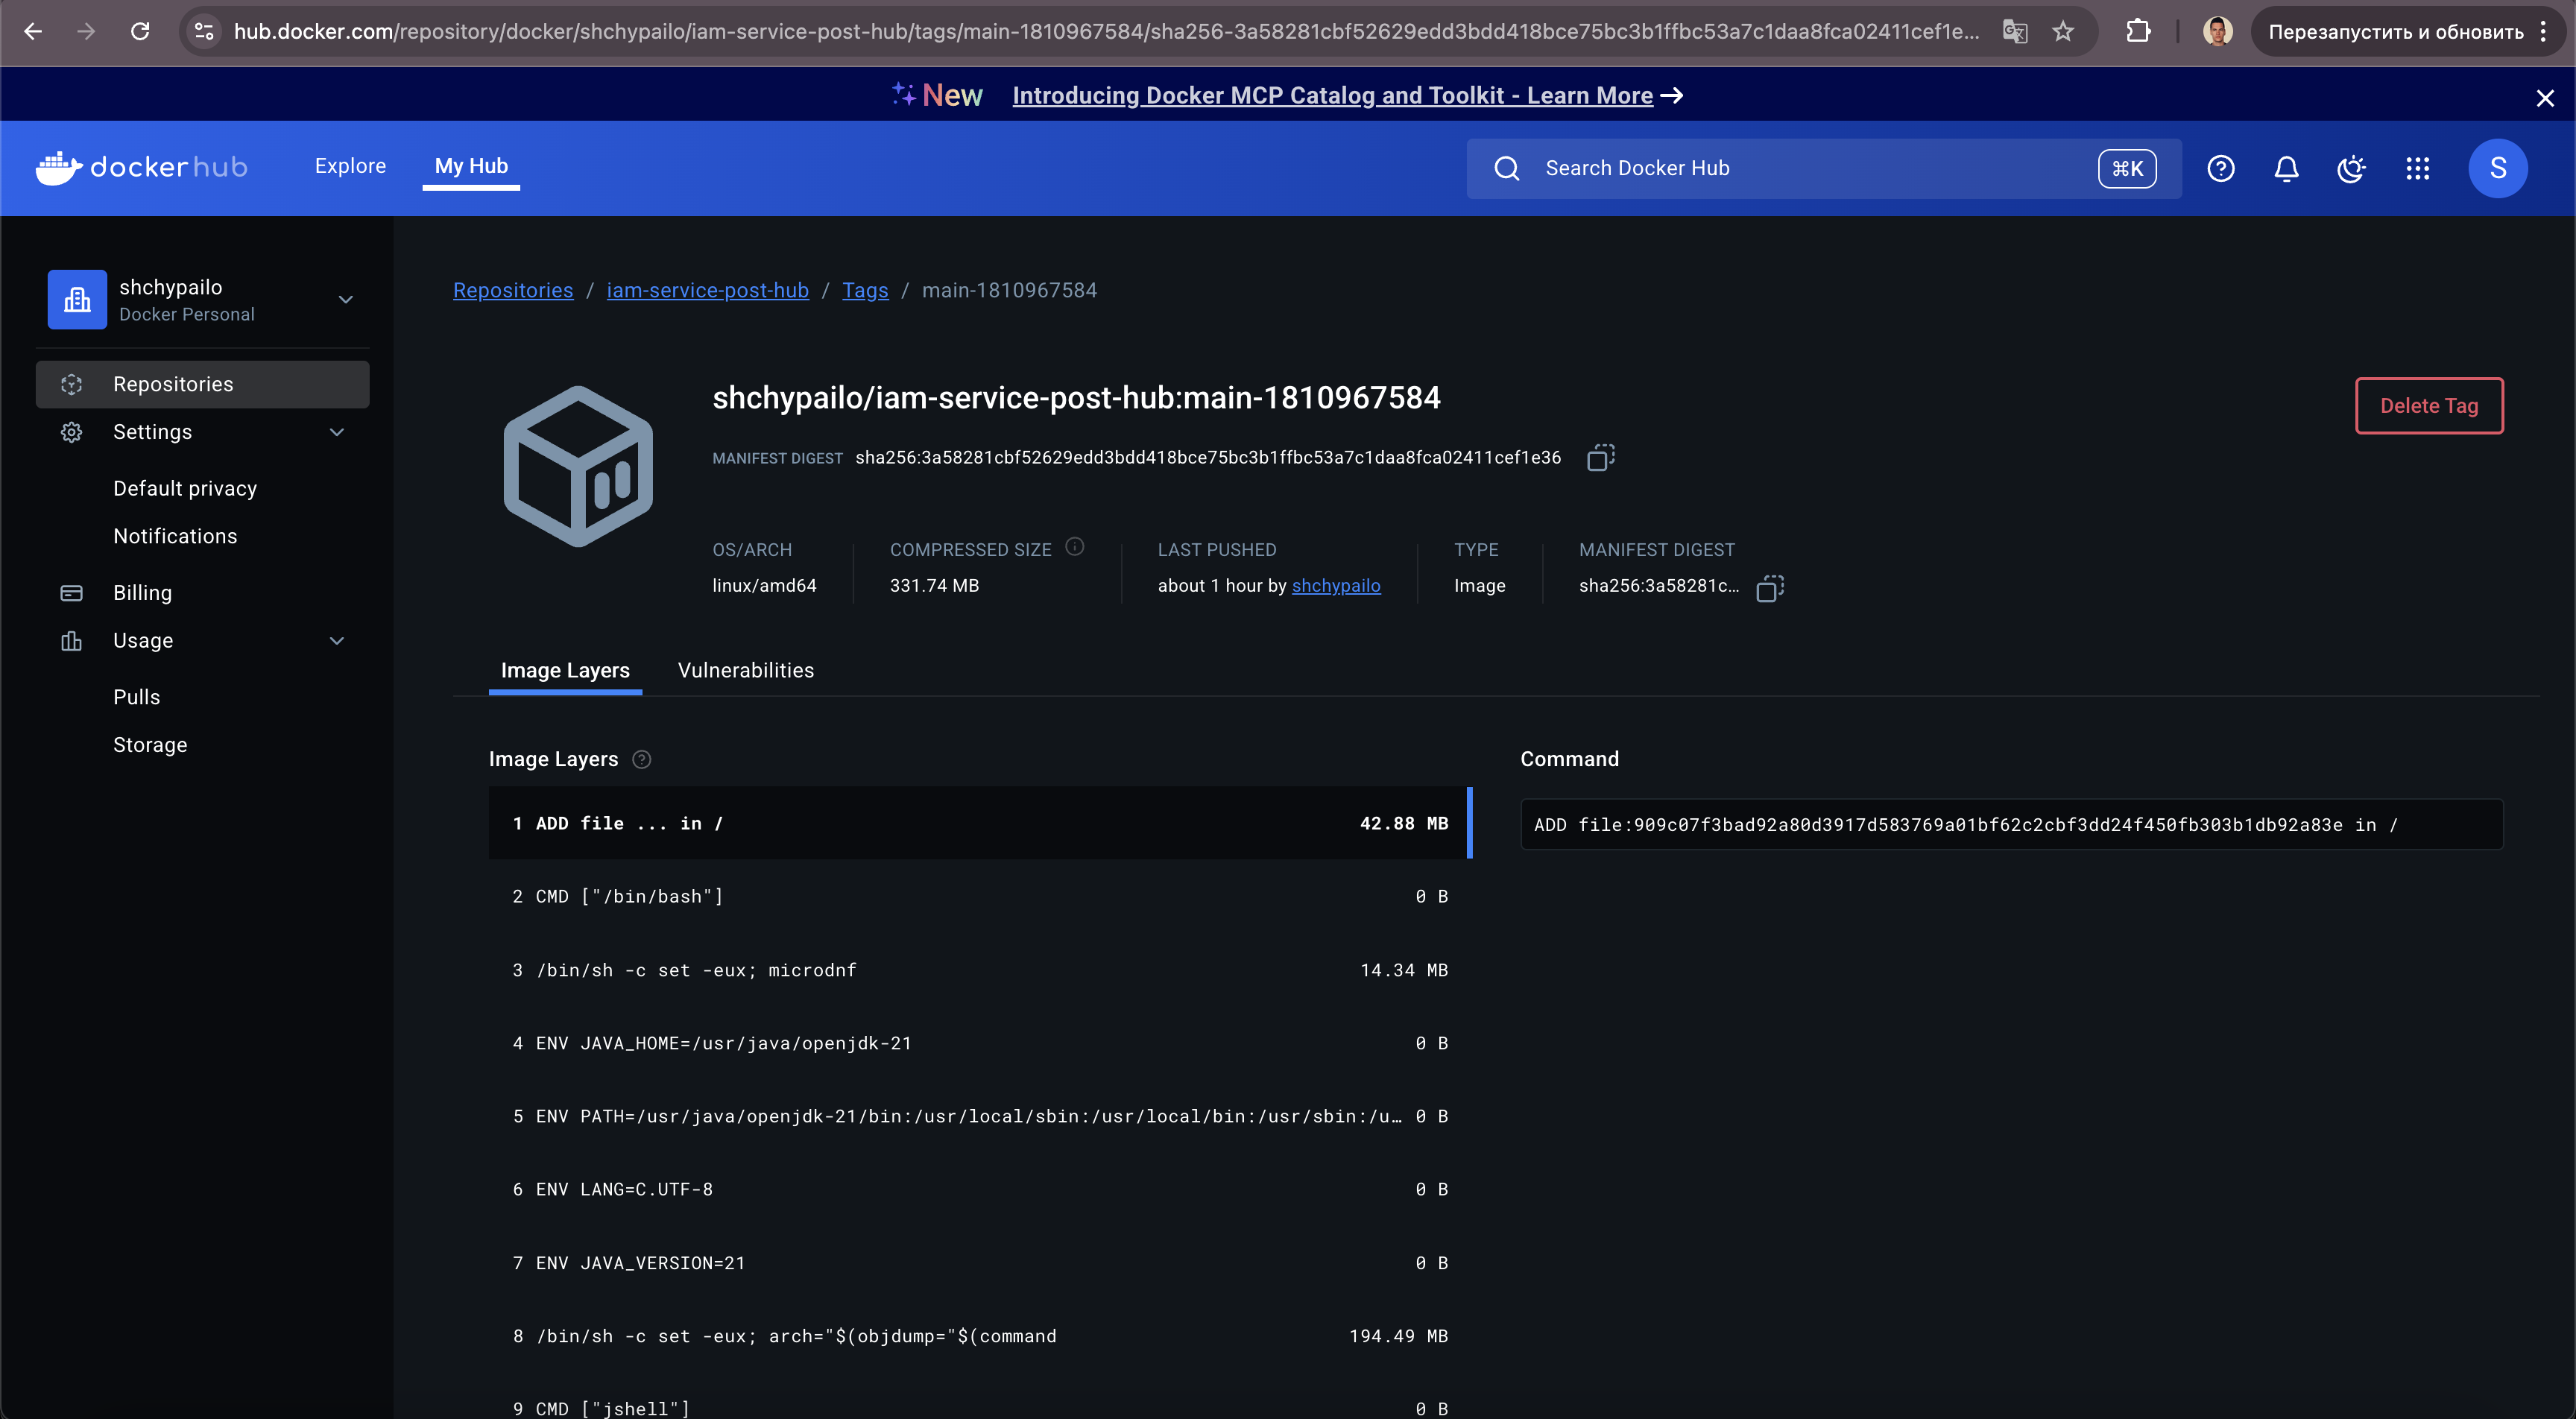 hub.docker.com/repository/docker/shchypailo/iam-service-post-hub/tags/main-1810967584/sha256-3a58281cbf52629edd3bdd418bce75bc3b1ffbc53a7c1daa8fca02411cef1e...
Перезапустить и обновить
New Introducing Docker MCP Catalog and Toolkit - Learn More
dockerhub
Explore
My Hub
Search Docker Hub
⌘K
S
shchypailo
Docker Personal
Repositories
Settings
Default privacy
Notifications
Billing
Usage
Pulls
Storage
Repositories / iam-service-post-hub / Tags / main-1810967584
shchypailo/iam-service-post-hub:main-1810967584
Delete Tag
MANIFEST DIGEST sha256:3a58281cbf52629edd3bdd418bce75bc3b1ffbc53a7c1daa8fca02411cef1e36
OS/ARCH
linux/amd64
COMPRESSED SIZE
331.74 MB
LAST PUSHED
about 1 hour by shchypailo
TYPE
Image
MANIFEST DIGEST
sha256:3a58281c...
Image Layers
Vulnerabilities
Image Layers
1 ADD file ... in / 42.88 MB
2 CMD ["/bin/bash"] 0 B
3 /bin/sh -c set -eux; microdnf 14.34 MB
4 ENV JAVA_HOME=/usr/java/openjdk-21 0 B
5 ENV PATH=/usr/java/openjdk-21/bin:/usr/local/sbin:/usr/local/bin:/usr/sbin:/u… 0 B
6 ENV LANG=C.UTF-8 0 B
7 ENV JAVA_VERSION=21 0 B
8 /bin/sh -c set -eux; arch="$(objdump="$(command 194.49 MB
9 CMD ["jshell"] 0 B
Command
ADD file:909c07f3bad92a80d3917d583769a01bf62c2cbf3dd24f450fb303b1db92a83e in /